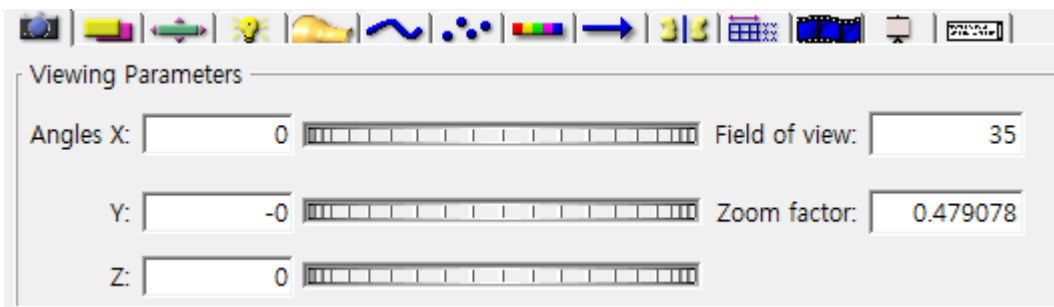 Viewing Parameters
Angles X: 0 Field of view: 35
Y: -0 Zoom factor: 0.479078
Z: 0